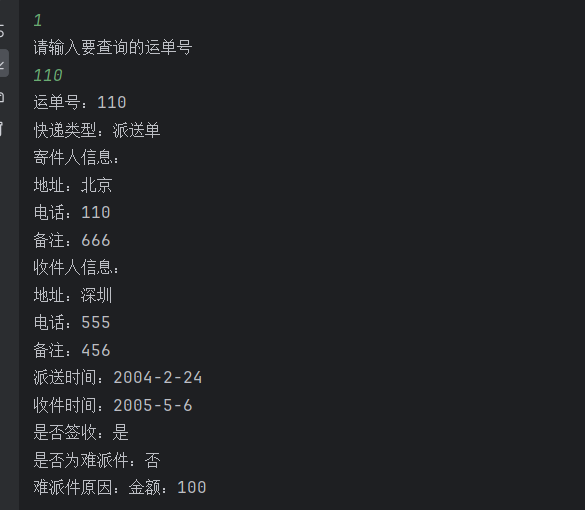 1
请输入要查询的运单号
110
运单号：110
快递类型：派送单
寄件人信息：
地址：北京
电话：110
备注：666
收件人信息：
地址：深圳
电话：555
备注：456
派送时间：2004-2-24
收件时间：2005-5-6
是否签收：是
是否为难派件：否
难派件原因：金额：100